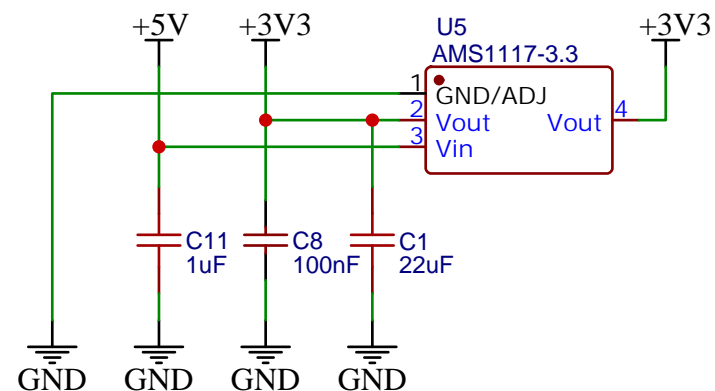 +5V
+3V3
U5
AMS1117-3.3
+3V3
1
GND/ADJ
2
Vout
Vout
4
3
Vin
C11
1uF
C8
100nF
C1
22uF
GND
GND
GND
GND